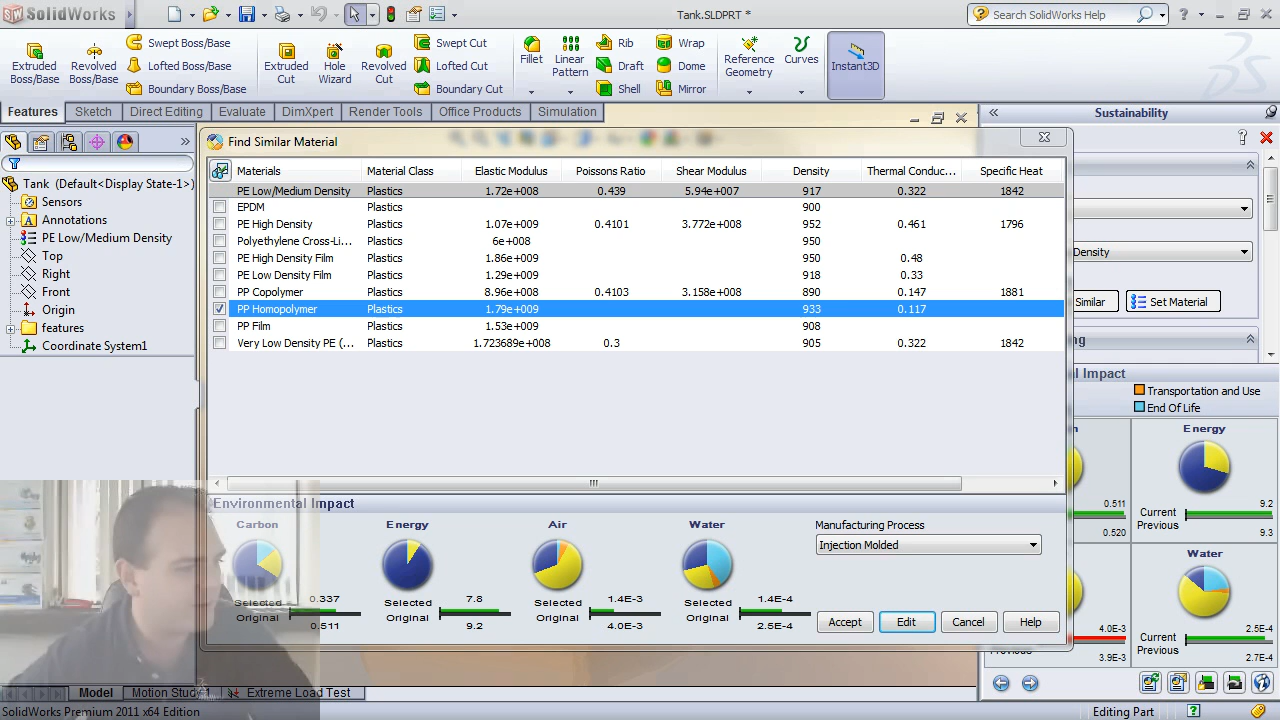 SolidWorks
Tank.SLDPRT *
Search SolidWorks Help
Extruded Boss/Base
Revolved Boss/Base
Swept Boss/Base
Lofted Boss/Base
Boundary Boss/Base
Extruded Cut
Hole Wizard
Revolved Cut
Swept Cut
Lofted Cut
Boundary Cut
Fillet
Linear Pattern
Rib
Draft
Shell
Wrap
Dome
Mirror
Reference Geometry
Curves
Instant3D
Features Sketch Direct Editing Evaluate DimXpert Render Tools Office Products Simulation
Sustainability
Tank (Default<Display State-1>)
Sensors
Annotations
PE Low/Medium Density
Top
Right
Front
Origin
features
Coordinate System1
Find Similar Material
Materials Material Class Elastic Modulus Poissons Ratio Shear Modulus Density Thermal Conduc... Specific Heat
PE Low/Medium Density Plastics 1.72e+008 0.439 5.94e+007 917 0.322 1842
EPDM Plastics 900
PE High Density Plastics 1.07e+009 0.4101 3.772e+008 952 0.461 1796
Polyethylene Cross-Li... Plastics 6e+008 950
PE High Density Film Plastics 1.86e+009 950 0.48
PE Low Density Film Plastics 1.29e+009 918 0.33
PP Copolymer Plastics 8.96e+008 0.4103 3.158e+008 890 0.147 1881
PP Homopolymer Plastics 1.79e+009 933 0.117
PP Film Plastics 1.53e+009 908
Very Low Density PE (... Plastics 1.723689e+008 0.3 905 0.322 1842
Environmental Impact
Carbon Energy Air Water
Selected 0.337 Selected 7.8 Selected 1.4E-3 Selected 1.4E-4
Original 0.511 Original 9.2 Original 4.0E-3 Original 2.5E-4
Manufacturing Process
Injection Molded
Accept Edit Cancel Help
Density
Similar
Set Material
Impact
Transportation and Use
End Of Life
Energy
0.511
0.520
Current 9.2
Previous 9.3
Water
4.0E-3
3.9E-3
Current 2.5E-4
Previous 2.7E-4
Model Motion Study Extreme Load Test
SolidWorks Premium 2011 x64 Edition
Editing Part